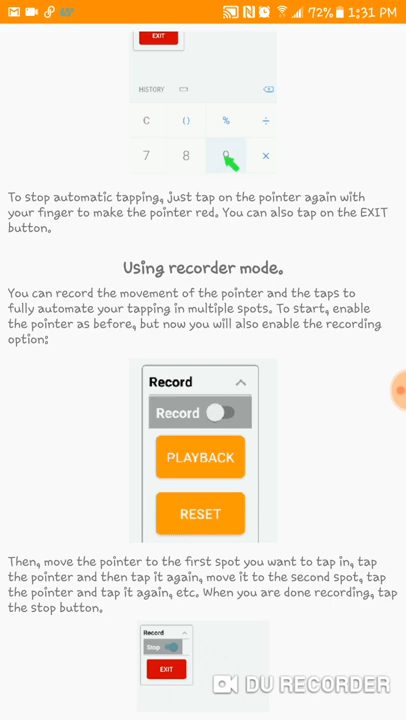 65°
72% 1:31 PM
EXIT
HISTORY
C () % ÷
7 8 9 ×
To stop automatic tapping, just tap on the pointer again with
your finger to make the pointer red. You can also tap on the EXIT
button.
Using recorder mode.
You can record the movement of the pointer and the taps to
fully automate your tapping in multiple spots. To start, enable
the pointer as before, but now you will also enable the recording
option:
Record
Record
PLAYBACK
RESET
Then, move the pointer to the first spot you want to tap in, tap
the pointer and then tap it again, move it to the second spot, tap
the pointer and tap it again, etc. When you are done recording, tap
the stop button.
Record
Stop
EXIT
DU RECORDER